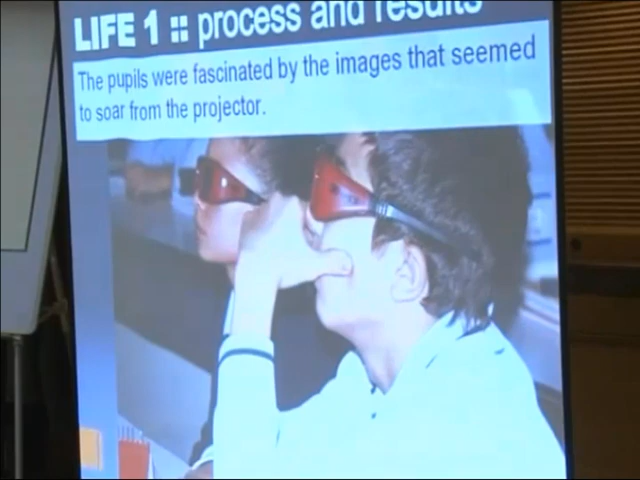 LIFE 1 :: process and results
The pupils were fascinated by the images that seemed
to soar from the projector.